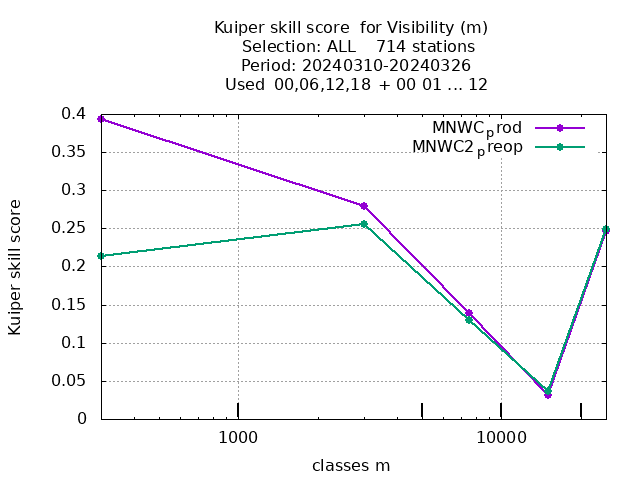 Kuiper skill score  for Visibility (m)
Selection: ALL    714 stations
Period: 20240310-20240326
Used  00,06,12,18 + 00 01 ... 12
MNWC_prod
MNWC2_preop
Kuiper skill score
0.4
0.35
0.3
0.25
0.2
0.15
0.1
0.05
0
1000
10000
classes m